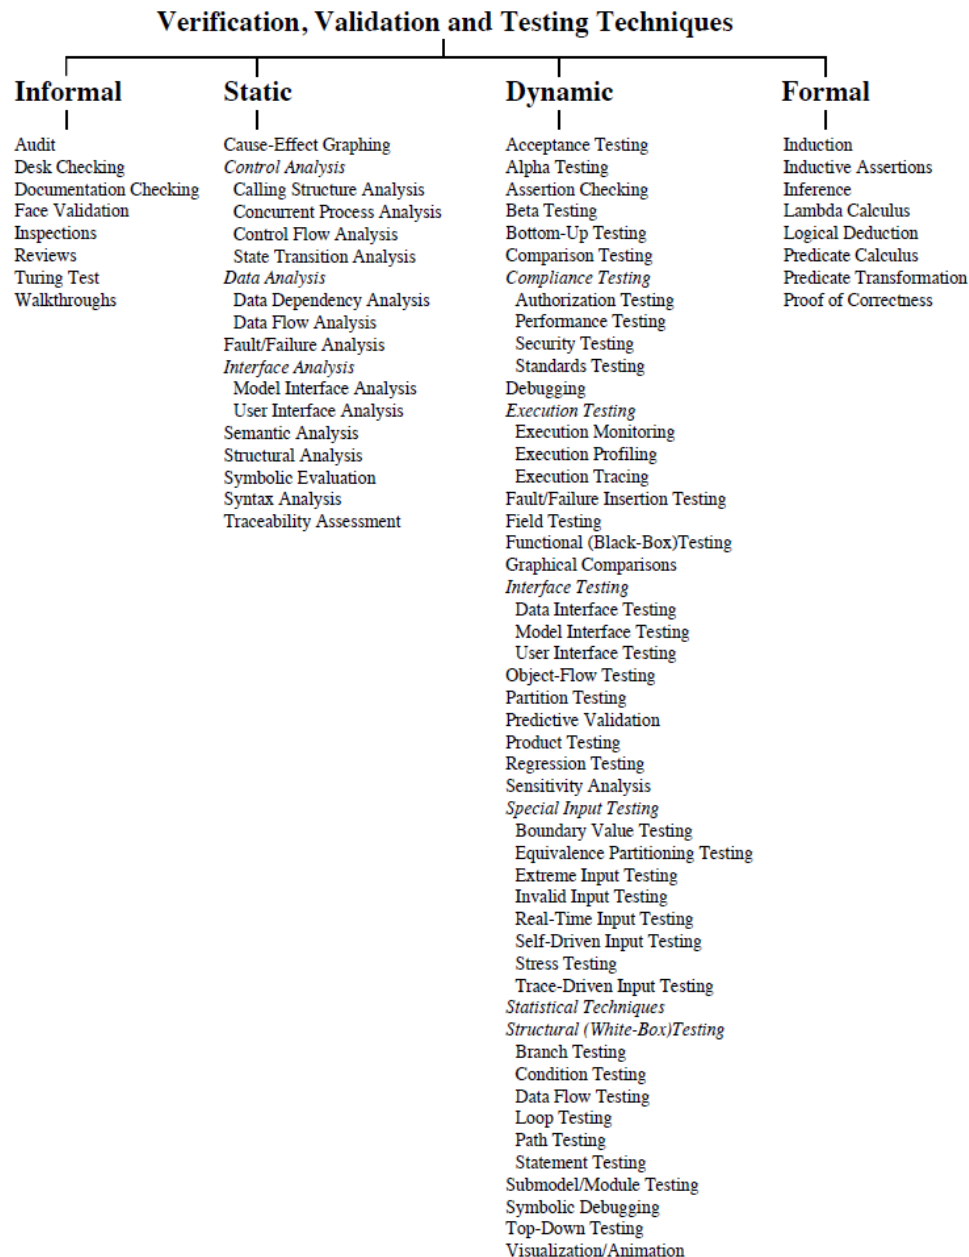 Verification, Validation and Testing Techniques
Informal
Audit
Desk Checking
Documentation Checking
Face Validation
Inspections
Reviews
Turing Test
Walkthroughs
Static
Cause-Effect Graphing
Control Analysis
Calling Structure Analysis
Concurrent Process Analysis
Control Flow Analysis
State Transition Analysis
Data Analysis
Data Dependency Analysis
Data Flow Analysis
Fault/Failure Analysis
Interface Analysis
Model Interface Analysis
User Interface Analysis
Semantic Analysis
Structural Analysis
Symbolic Evaluation
Syntax Analysis
Traceability Assessment
Dynamic
Acceptance Testing
Alpha Testing
Assertion Checking
Beta Testing
Bottom-Up Testing
Comparison Testing
Compliance Testing
Authorization Testing
Performance Testing
Security Testing
Standards Testing
Debugging
Execution Testing
Execution Monitoring
Execution Profiling
Execution Tracing
Fault/Failure Insertion Testing
Field Testing
Functional (Black-Box)Testing
Graphical Comparisons
Interface Testing
Data Interface Testing
Model Interface Testing
User Interface Testing
Object-Flow Testing
Partition Testing
Predictive Validation
Product Testing
Regression Testing
Sensitivity Analysis
Special Input Testing
Boundary Value Testing
Equivalence Partitioning Testing
Extreme Input Testing
Invalid Input Testing
Real-Time Input Testing
Self-Driven Input Testing
Stress Testing
Trace-Driven Input Testing
Statistical Techniques
Structural (White-Box)Testing
Branch Testing
Condition Testing
Data Flow Testing
Loop Testing
Path Testing
Statement Testing
Submodel/Module Testing
Symbolic Debugging
Top-Down Testing
Visualization/Animation
Formal
Induction
Inductive Assertions
Inference
Lambda Calculus
Logical Deduction
Predicate Calculus
Predicate Transformation
Proof of Correctness